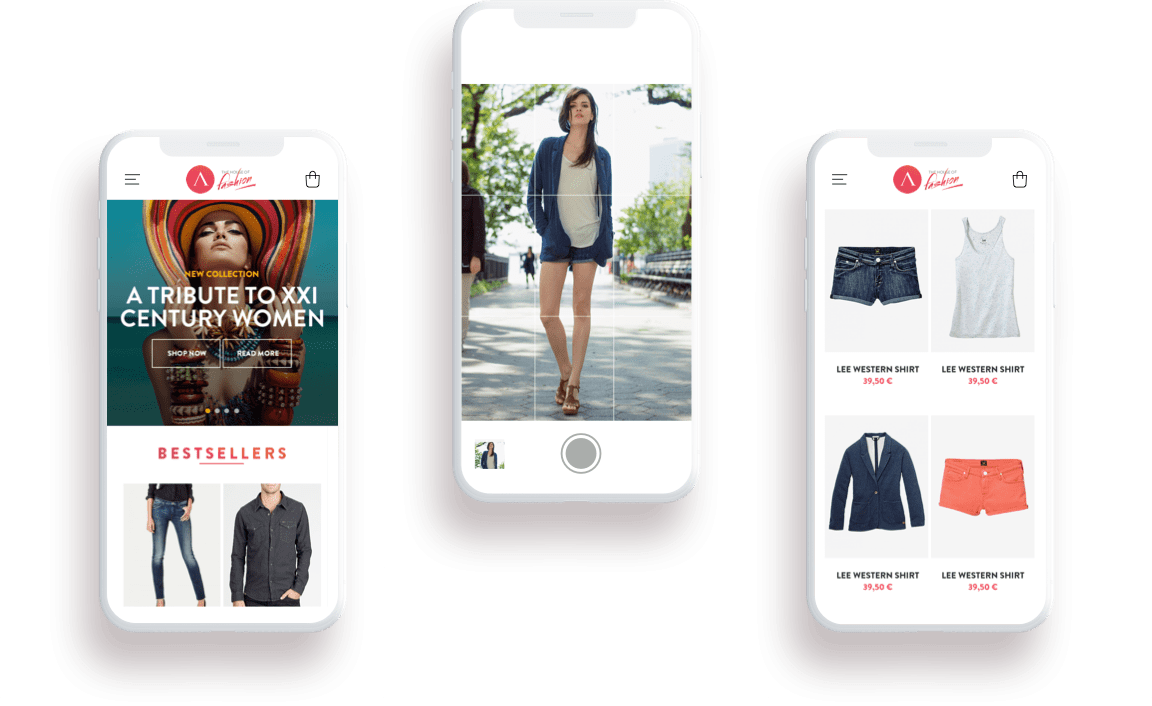 THE HOUSE OF
fashion
NEW COLLECTION
A TRIBUTE TO XXI
CENTURY WOMEN
SHOP NOW
READ MORE
BESTSELLERS
THE HOUSE OF
fashion
LEE WESTERN SHIRT
39,50 €
LEE WESTERN SHIRT
39,50 €
LEE WESTERN SHIRT
39,50 €
LEE WESTERN SHIRT
39,50 €